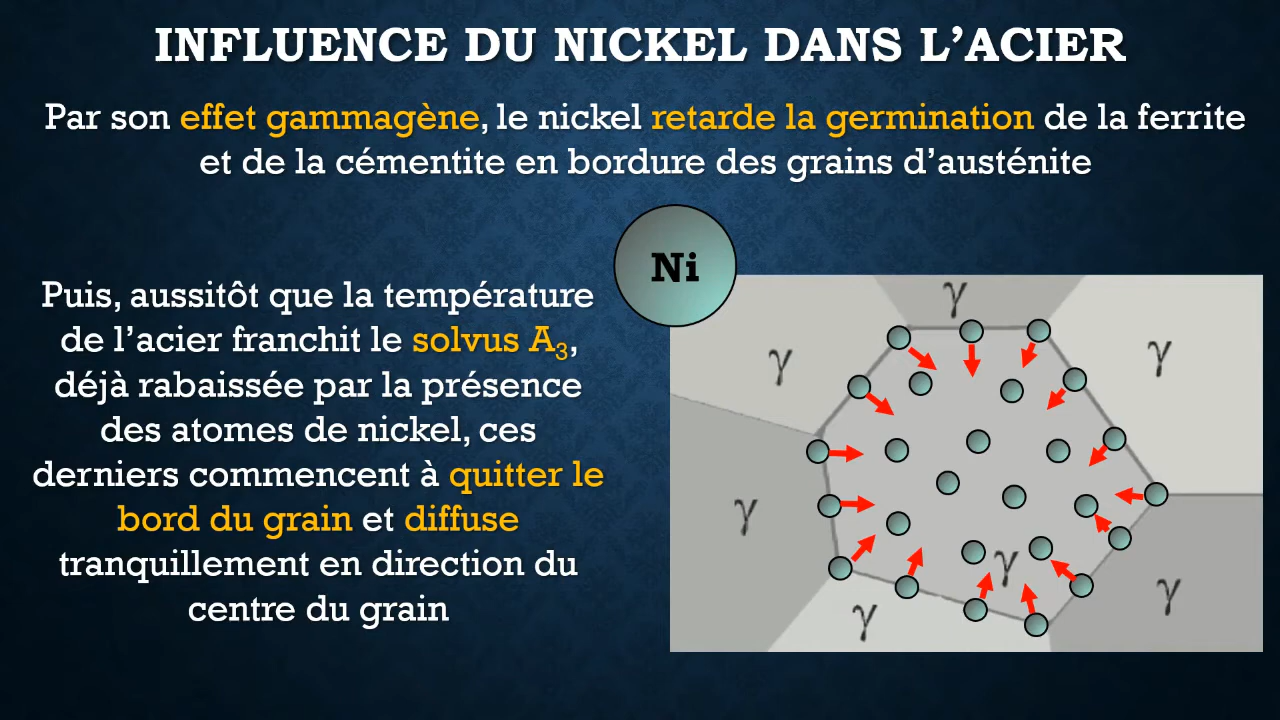 INFLUENCE DU NICKEL DANS L’ACIER
Par son effet gammagène, le nickel retarde la germination de la ferrite
et de la cémentite en bordure des grains d’austénite
Ni
Puis, aussitôt que la température
de l’acier franchit le solvus A₃,
déjà rabaissée par la présence
des atomes de nickel, ces
derniers commencent à quitter le
bord du grain et diffuse
tranquillement en direction du
centre du grain
γ
γ
γ
γ
γ
γ
γ